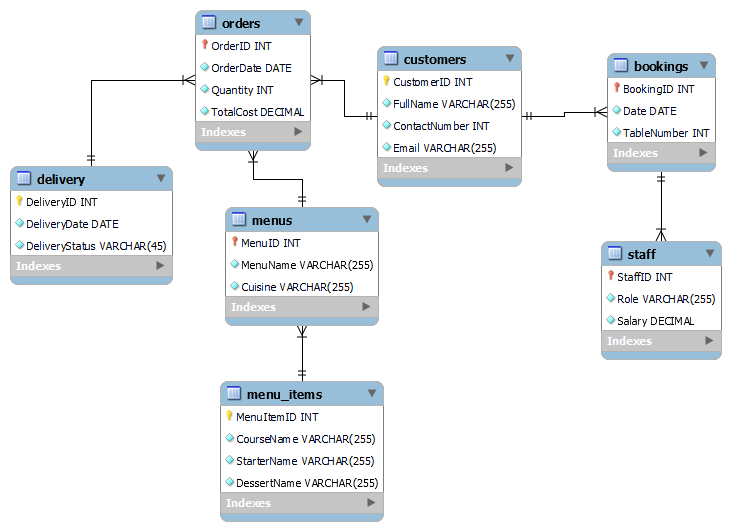 orders
OrderID INT
OrderDate DATE
Quantity INT
TotalCost DECIMAL
Indexes
customers
CustomerID INT
FullName VARCHAR(255)
ContactNumber INT
Email VARCHAR(255)
Indexes
bookings
BookingID INT
Date DATE
TableNumber INT
Indexes
delivery
DeliveryID INT
DeliveryDate DATE
DeliveryStatus VARCHAR(45)
Indexes
menus
MenuID INT
MenuName VARCHAR(255)
Cuisine VARCHAR(255)
Indexes
staff
StaffID INT
Role VARCHAR(255)
Salary DECIMAL
Indexes
menu_items
MenuItemID INT
CourseName VARCHAR(255)
StarterName VARCHAR(255)
DessertName VARCHAR(255)
Indexes